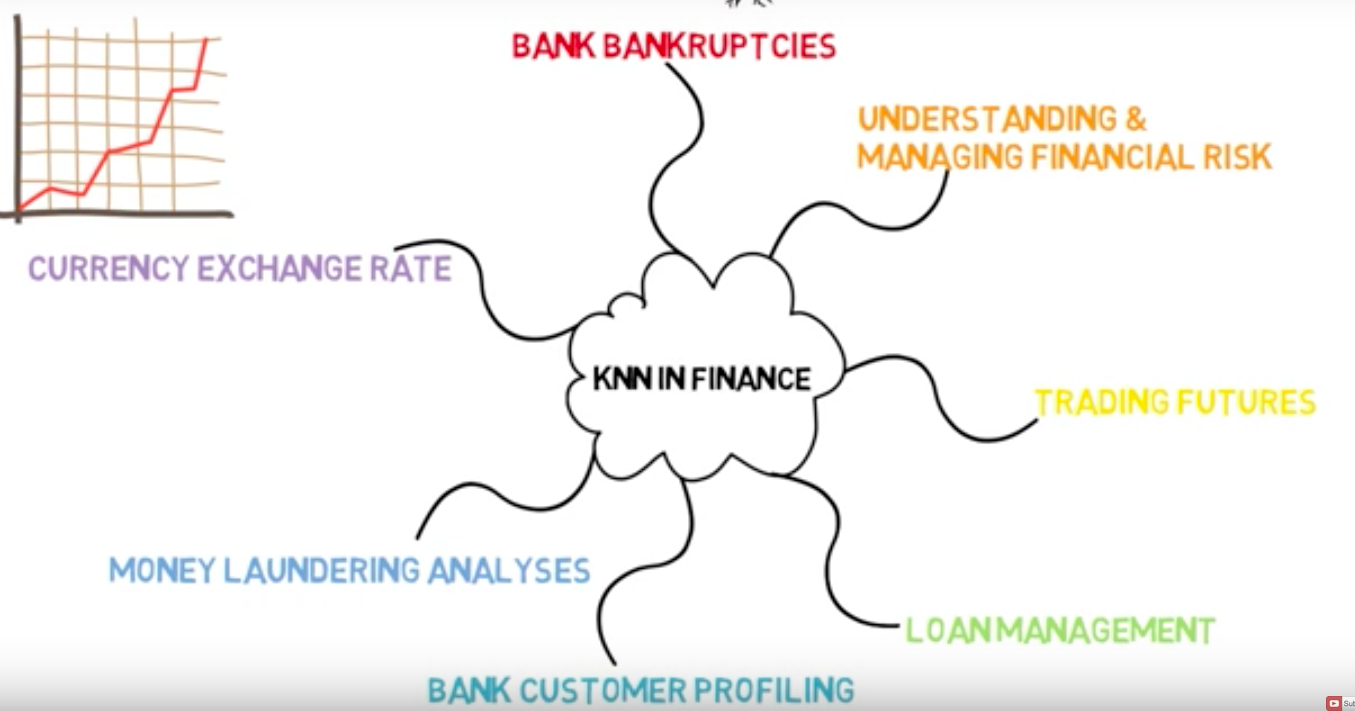 BANK BANKRUPTCIES
UNDERSTANDING &
MANAGING FINANCIAL RISK
CURRENCY EXCHANGE RATE
KNN IN FINANCE
TRADING FUTURES
MONEY LAUNDERING ANALYSES
LOAN MANAGEMENT
BANK CUSTOMER PROFILING
Sub